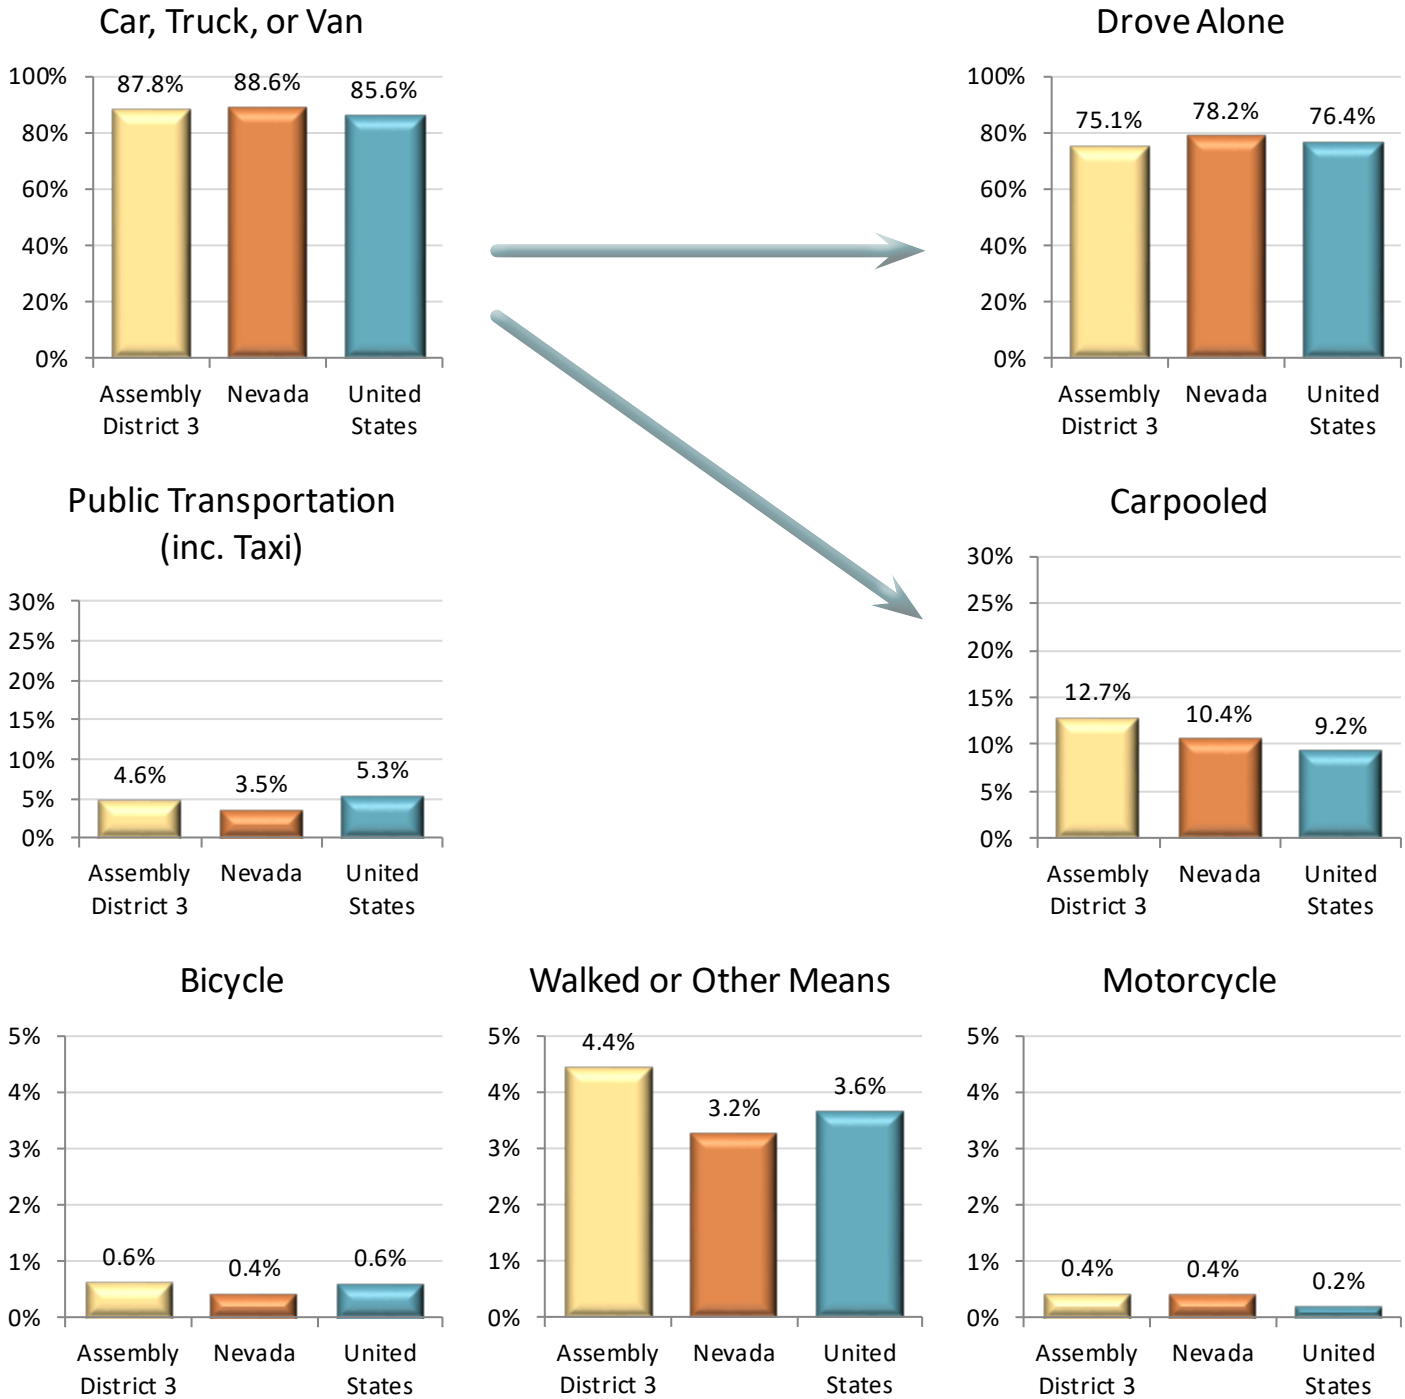 Car, Truck, or Van
100%
80%
60%
40%
20%
0%
87.8%
88.6%
85.6%
Assembly
District 3
Nevada
United
States
Drove Alone
100%
80%
60%
40%
20%
0%
75.1%
78.2%
76.4%
Assembly
District 3
Nevada
United
States
Public Transportation
(inc. Taxi)
30%
25%
20%
15%
10%
5%
0%
4.6%
3.5%
5.3%
Assembly
District 3
Nevada
United
States
Carpooled
30%
25%
20%
15%
10%
5%
0%
12.7%
10.4%
9.2%
Assembly
District 3
Nevada
United
States
Bicycle
5%
4%
3%
2%
1%
0%
0.6%
0.4%
0.6%
Assembly
District 3
Nevada
United
States
Walked or Other Means
5%
4%
3%
2%
1%
0%
4.4%
3.2%
3.6%
Assembly
District 3
Nevada
United
States
Motorcycle
5%
4%
3%
2%
1%
0%
0.4%
0.4%
0.2%
Assembly
District 3
Nevada
United
States